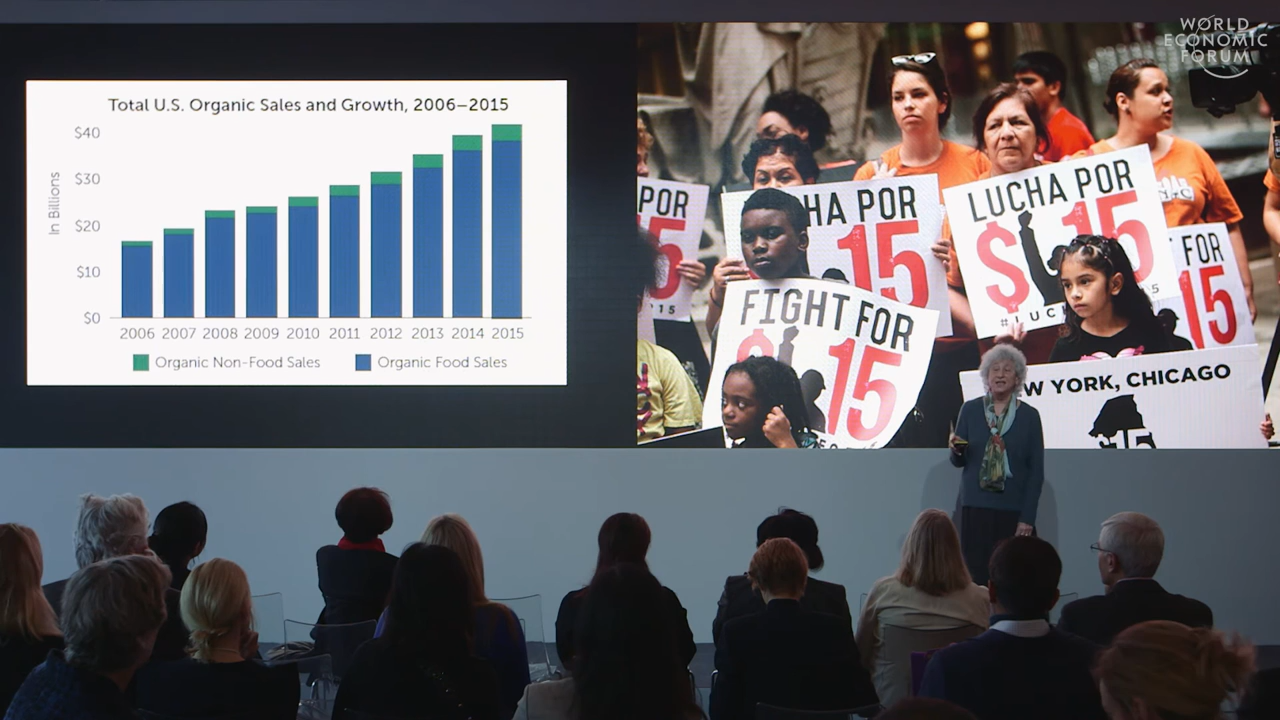 Total U.S. Organic Sales and Growth, 2006–2015
In Billions
$40
$30
$20
$10
$0
2006 2007 2008 2009 2010 2011 2012 2013 2014 2015
Organic Non-Food Sales
Organic Food Sales
WORLD
ECONOMIC
FORUM
POR
HA POR
15
LUCHA POR
$15
FOR
15
FIGHT FOR
$15
W YORK, CHICAGO
$15